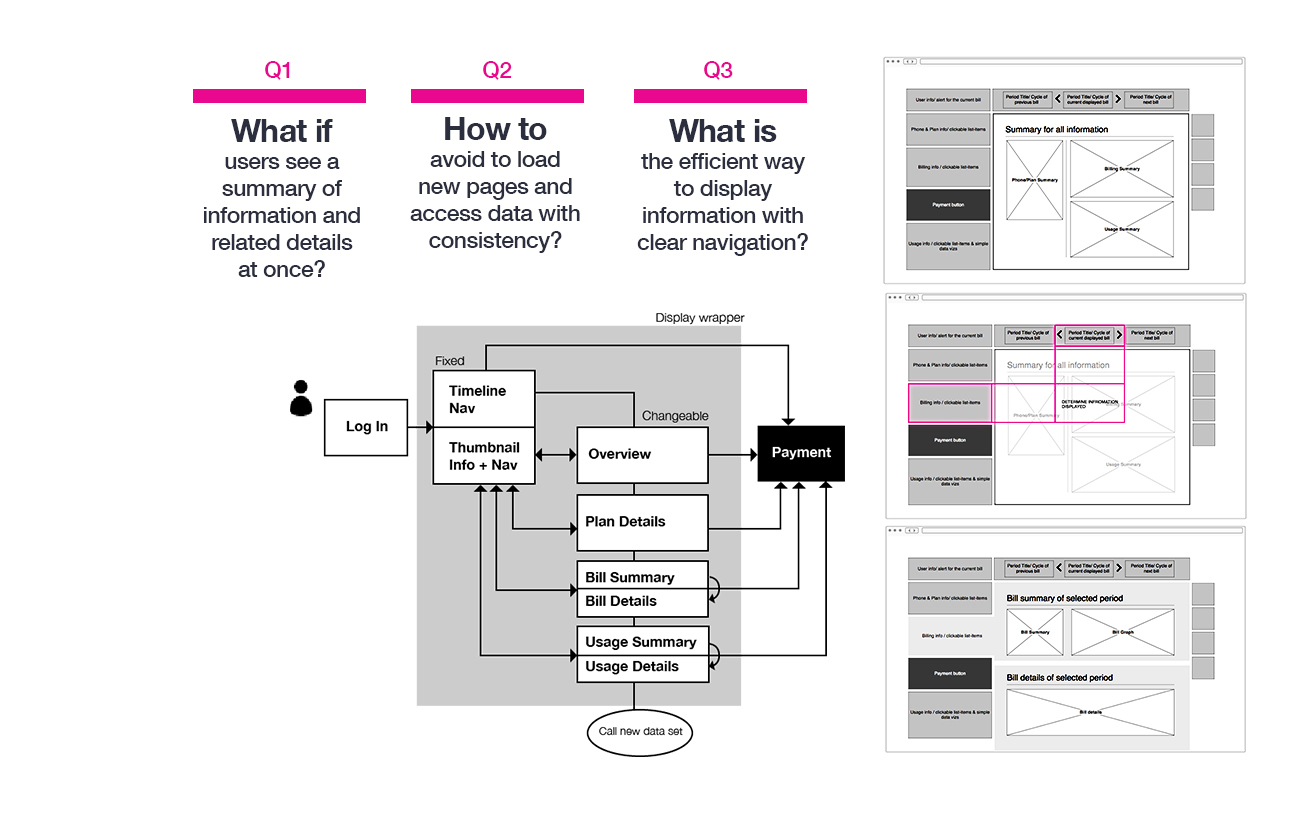 Q1
What if
users see a
summary of
information and
related details
at once?
Q2
How to
avoid to load
new pages and
access data with
consistency?
Q3
What is
the efficient way
to display
information with
clear navigation?
Display wrapper
Fixed
Timeline
Nav
Thumbnail
Info + Nav
Log In
Changeable
Overview
Payment
Plan Details
Bill Summary
Bill Details
Usage Summary
Usage Details
Call new data set
User info/ alert for the current bill
Period Title/ Cycle of
previous bill
Period Title/ Cycle of
current displayed bill
Period Title/ Cycle of
next bill
Phone & Plan info/ clickable list-items
Billing info / clickable list-items
Payment button
Usage info / clickable list-items & simple
data vizs
Summary for all information
Phone/Plan Summary
Billing Summary
Usage Summary
User info/ alert for the current bill
Period Title/ Cycle of
previous bill
Period Title/ Cycle of
current displayed bill
Period Title/ Cycle of
next bill
Phone & Plan info/ clickable list-items
Billing info / clickable list-items
Payment button
Usage info / clickable list-items & simple
data vizs
Summary for all information
Phone/Plan Summary
DETERMINE INFROMATION
DISPLAYED
Billing Summary
Usage Summary
User info/ alert for the current bill
Period Title/ Cycle of
previous bill
Period Title/ Cycle of
current displayed bill
Period Title/ Cycle of
next bill
Phone & Plan info/ clickable list-items
Billing info / clickable list-items
Payment button
Usage info / clickable list-items & simple
data vizs
Bill summary of selected period
Bill Summary
Bill Graph
Bill details of selected period
Bill details